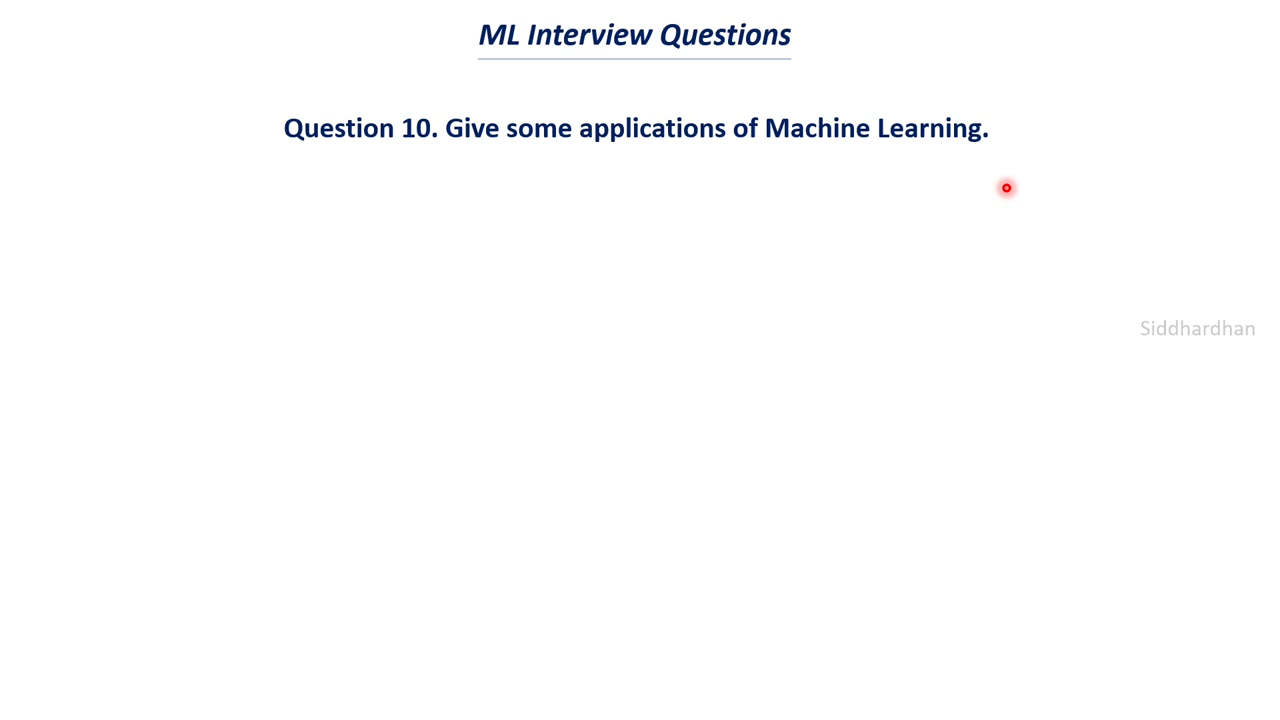 ML Interview Questions
Question 10. Give some applications of Machine Learning.
Siddhardhan